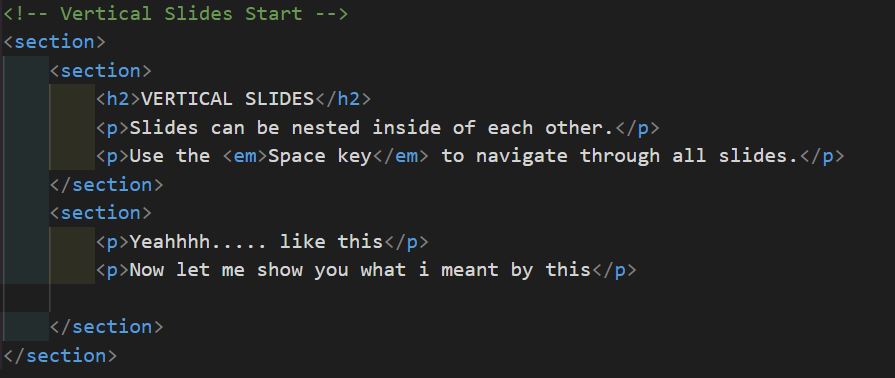 <!-- Vertical Slides Start -->
<section>
    <section>
        <h2>VERTICAL SLIDES</h2>
        <p>Slides can be nested inside of each other.</p>
        <p>Use the <em>Space key</em> to navigate through all slides.</p>
    </section>
    <section>
        <p>Yeahhhh..... like this</p>
        <p>Now let me show you what i meant by this</p>

    </section>
</section>